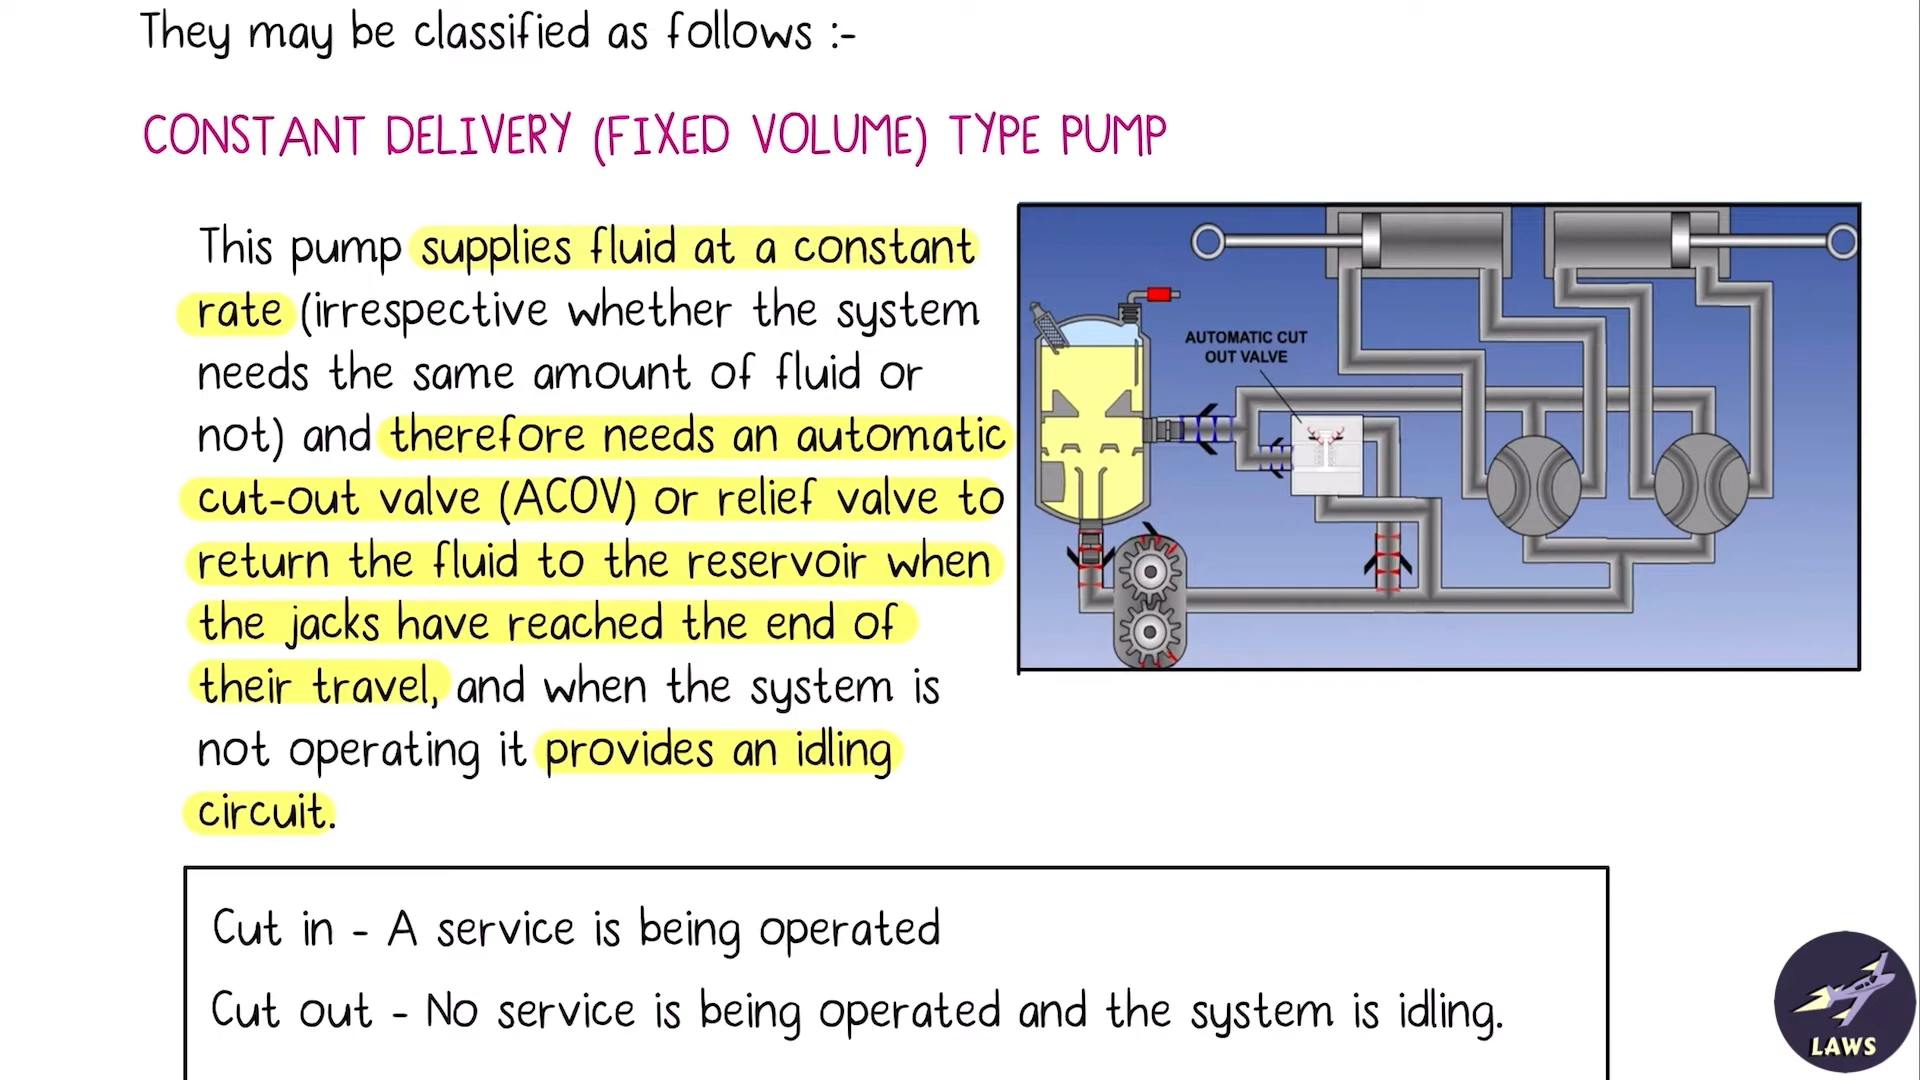 They may be classified as follows :-
CONSTANT DELIVERY (FIXED VOLUME) TYPE PUMP
This pump supplies fluid at a constant
rate (irrespective whether the system
needs the same amount of fluid or
not) and therefore needs an automatic
cut-out valve (ACOV) or relief valve to
return the fluid to the reservoir when
the jacks have reached the end of
their travel, and when the system is
not operating it provides an idling
circuit.
AUTOMATIC CUT
OUT VALVE
Cut in - A service is being operated
Cut out - No service is being operated and the system is idling.
LAWS